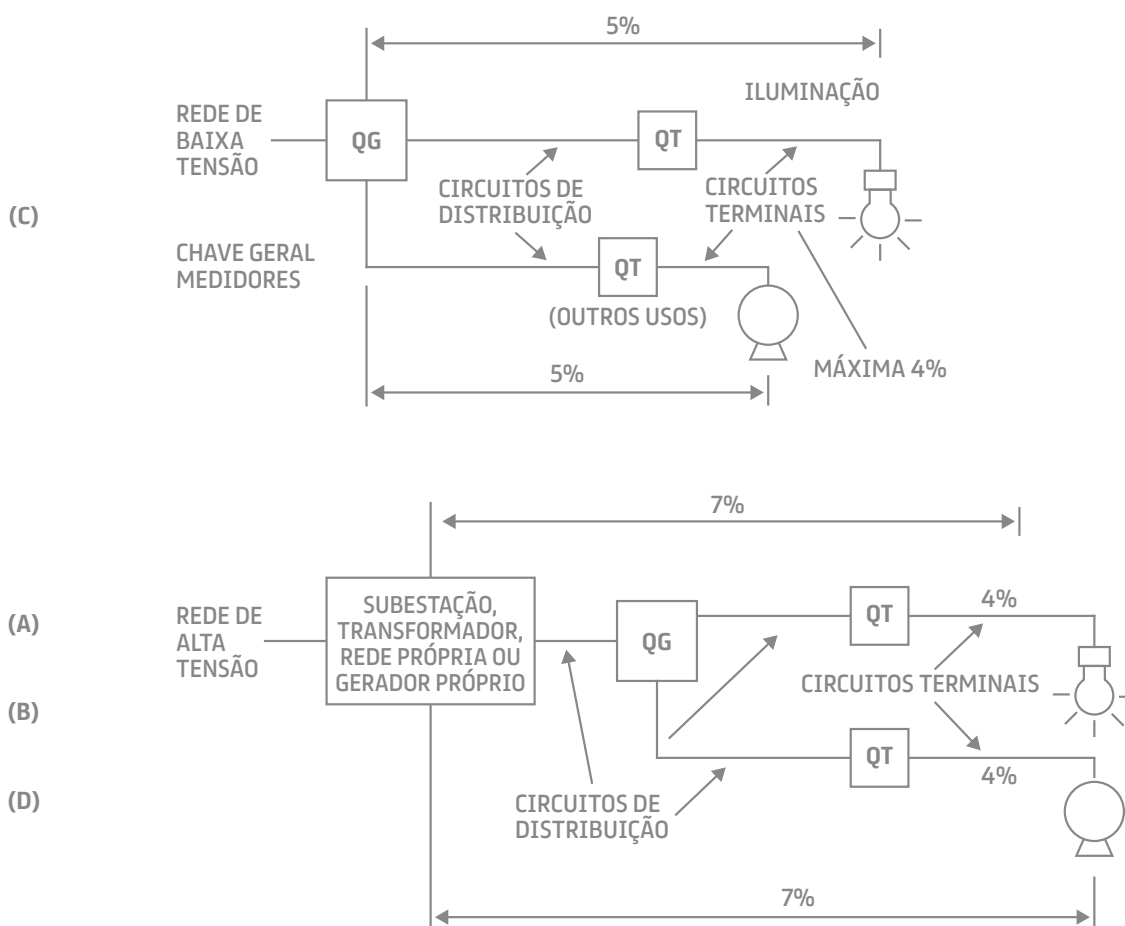 5%
ILUMINAÇÃO
REDE DE
BAIXA
TENSÃO
QG
QT
CIRCUITOS DE
DISTRIBUIÇÃO
CIRCUITOS
TERMINAIS
(C)
CHAVE GERAL
MEDIDORES
QT
(OUTROS USOS)
MÁXIMA 4%
5%
7%
(A)
REDE DE
ALTA
TENSÃO
SUBESTAÇÃO,
TRANSFORMADOR,
REDE PRÓPRIA OU
GERADOR PRÓPRIO
QG
QT
4%
CIRCUITOS TERMINAIS
(B)
QT
4%
(D)
CIRCUITOS DE
DISTRIBUIÇÃO
7%